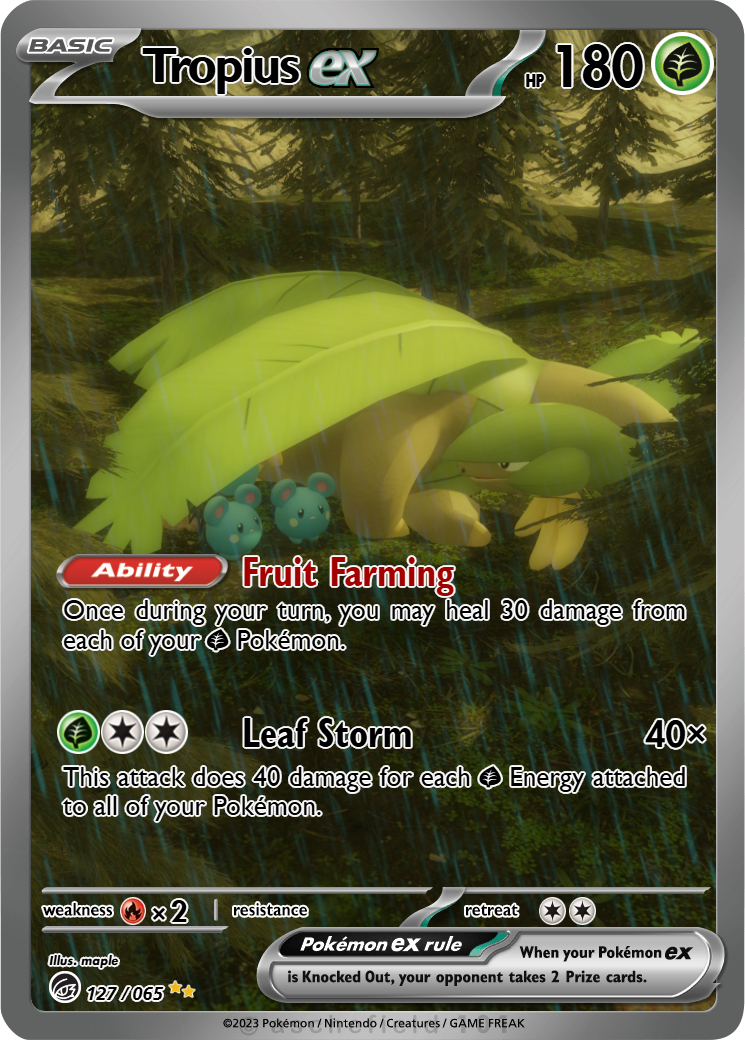 BASIC
Tropius ex
HP 180
Ability Fruit Farming
Once during your turn, you may heal 30 damage from
each of your Pokémon.
Leaf Storm 40×
This attack does 40 damage for each Energy attached
to all of your Pokémon.
weakness ×2 resistance retreat
Pokémon ex rule
When your Pokémon ex
is Knocked Out, your opponent takes 2 Prize cards.
Illus. maple
127/065
©2023 Pokémon / Nintendo / Creatures / GAME FREAK